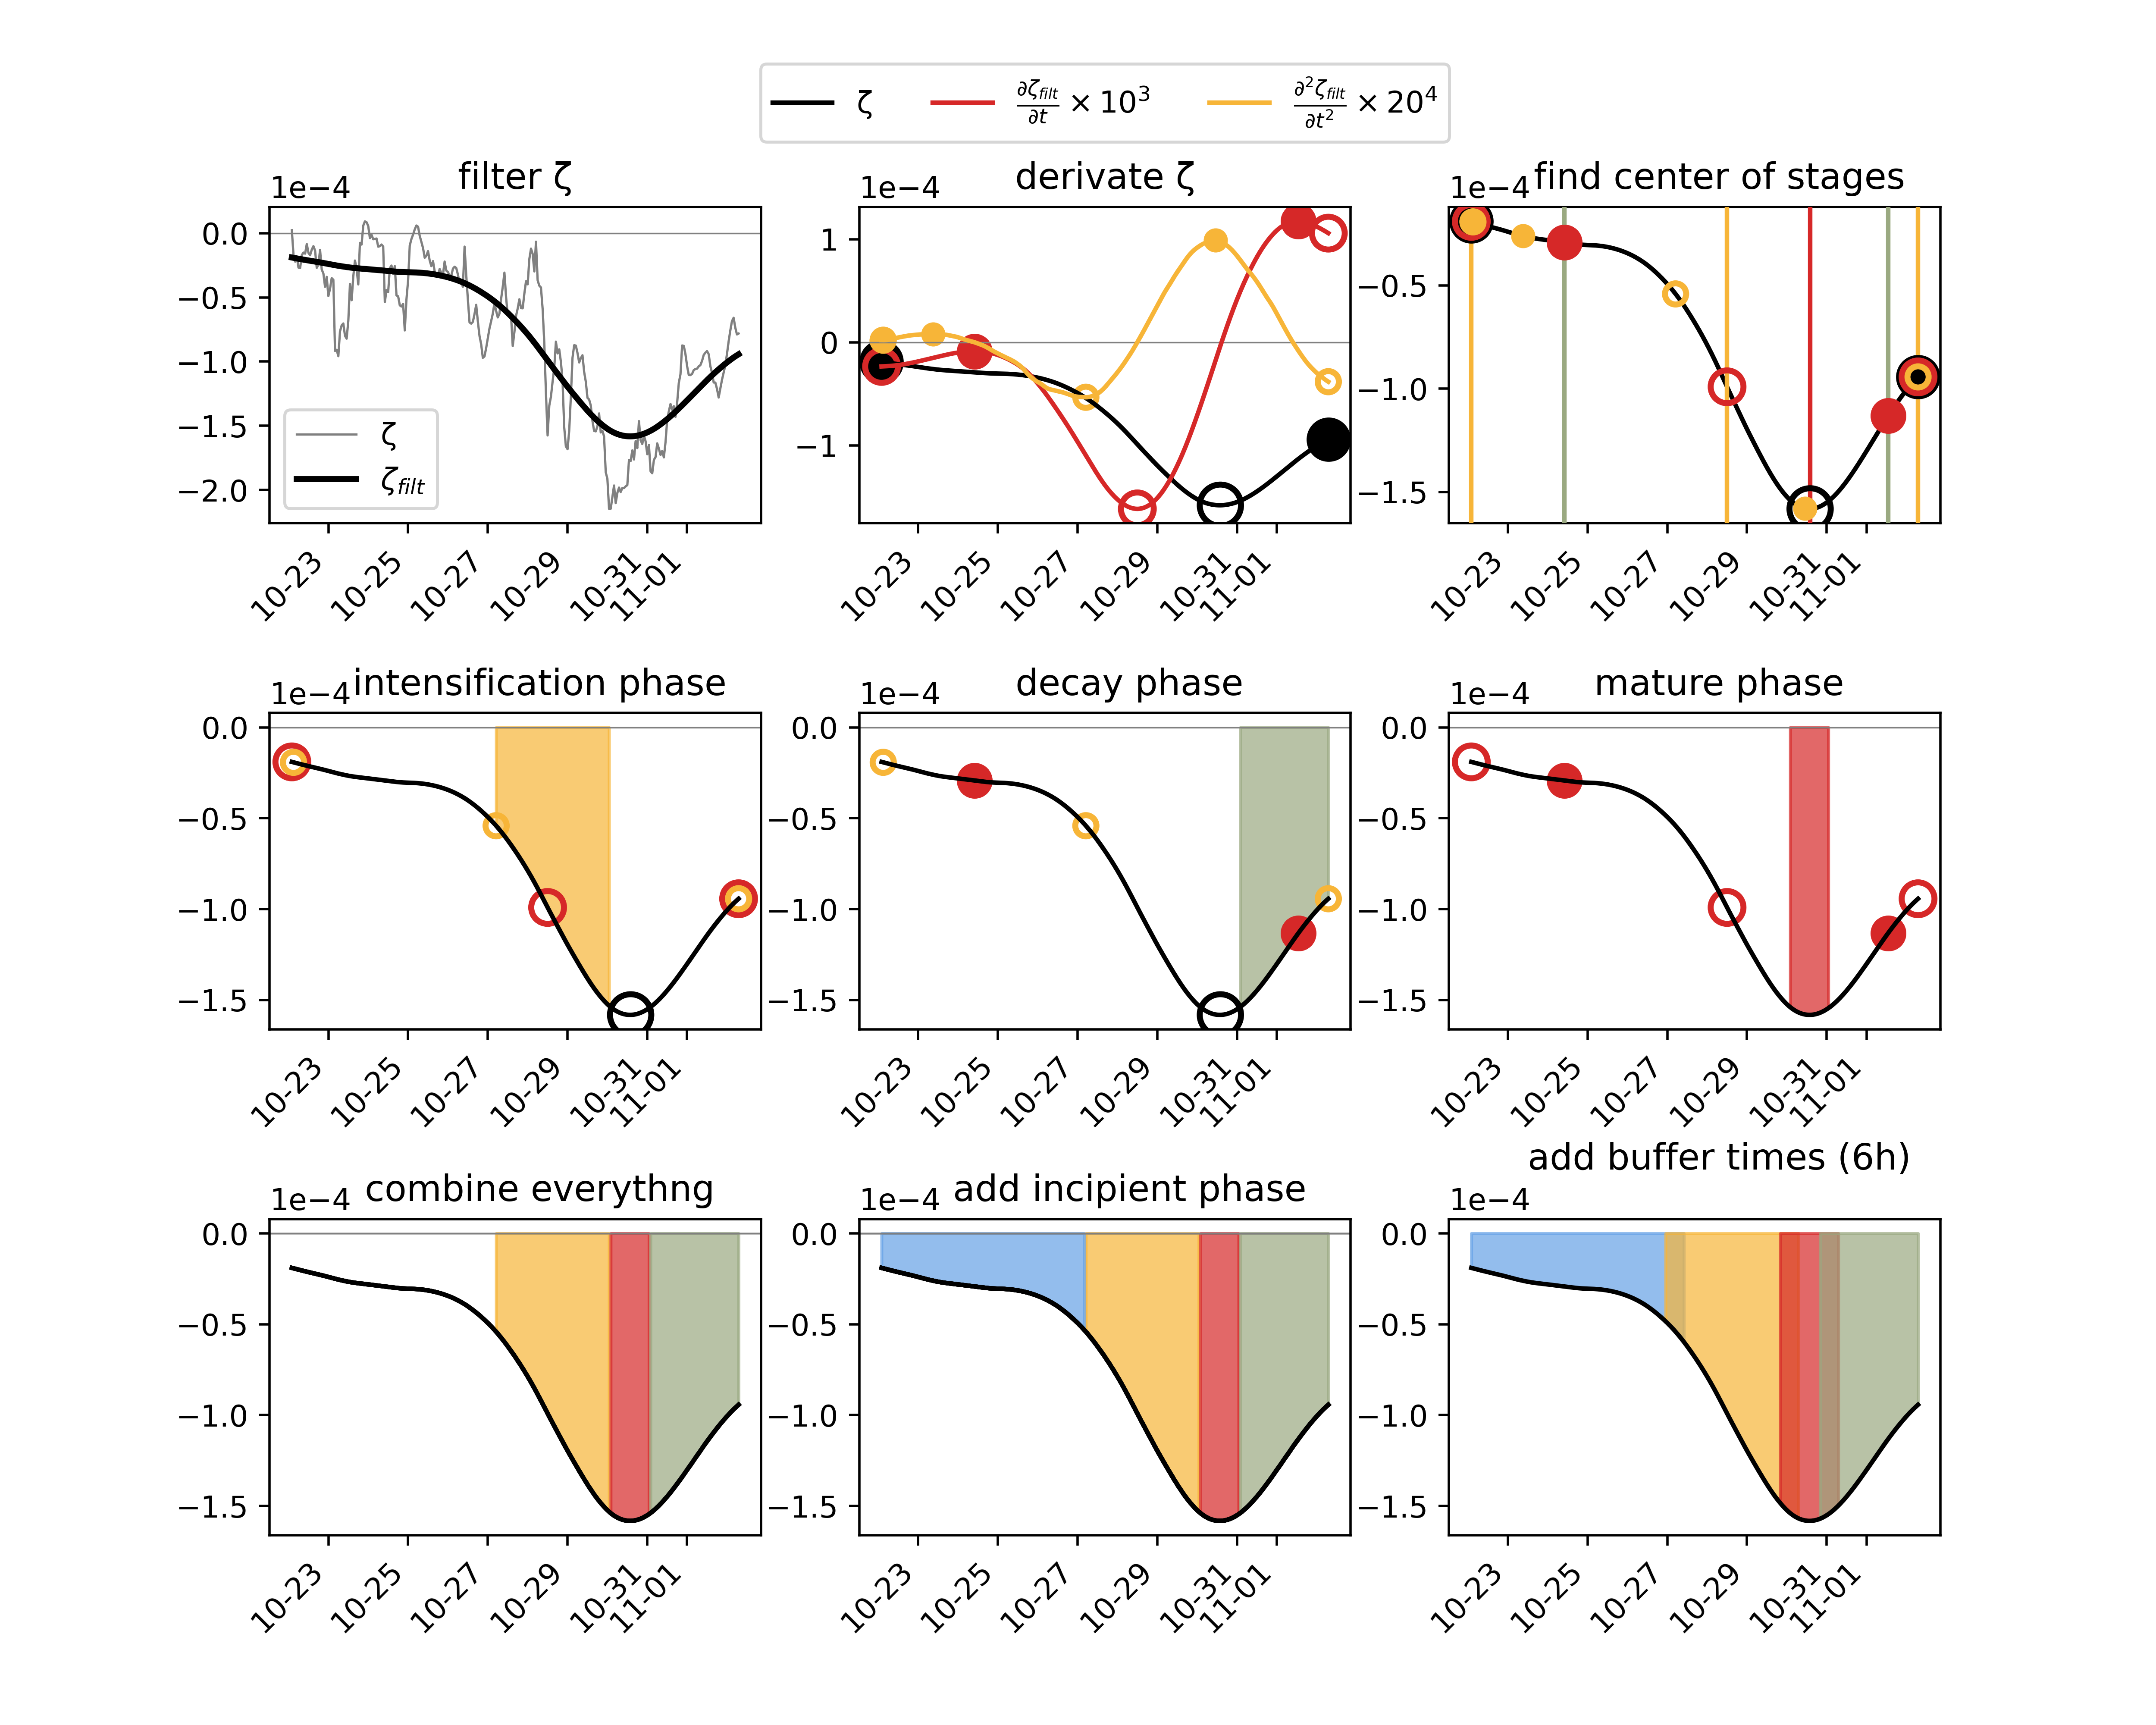 ζ ∂ζfilt/∂t × 10³ ∂²ζfilt/∂t² × 20⁴
filter ζ
1e−4
0.0
−0.5
−1.0
−1.5
−2.0
ζ
ζfilt
10-23 10-25 10-27 10-29 10-31 11-01
derivate ζ
1e−4
1
0
−1
10-23 10-25 10-27 10-29 10-31 11-01
find center of stages
1e−4
−0.5
−1.0
−1.5
10-23 10-25 10-27 10-29 10-31 11-01
intensification phase
1e−4
0.0
−0.5
−1.0
−1.5
10-23 10-25 10-27 10-29 10-31 11-01
decay phase
1e−4
0.0
−0.5
−1.0
−1.5
10-23 10-25 10-27 10-29 10-31 11-01
mature phase
1e−4
0.0
−0.5
−1.0
−1.5
10-23 10-25 10-27 10-29 10-31 11-01
combine everythng
1e−4
0.0
−0.5
−1.0
−1.5
10-23 10-25 10-27 10-29 10-31 11-01
add incipient phase
1e−4
0.0
−0.5
−1.0
−1.5
10-23 10-25 10-27 10-29 10-31 11-01
add buffer times (6h)
1e−4
0.0
−0.5
−1.0
−1.5
10-23 10-25 10-27 10-29 10-31 11-01